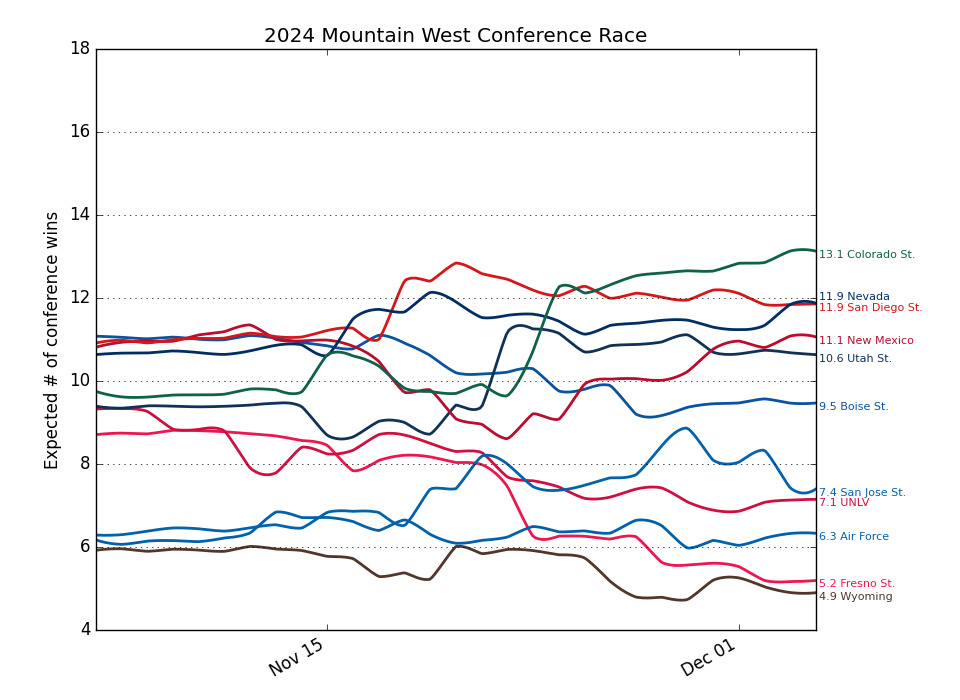 2024 Mountain West Conference Race
Expected # of conference wins
18
16
14
12
10
8
6
4
13.1 Colorado St.
11.9 Nevada
11.9 San Diego St.
11.1 New Mexico
10.6 Utah St.
9.5 Boise St.
7.4 San Jose St.
7.1 UNLV
6.3 Air Force
5.2 Fresno St.
4.9 Wyoming
Nov 15
Dec 01